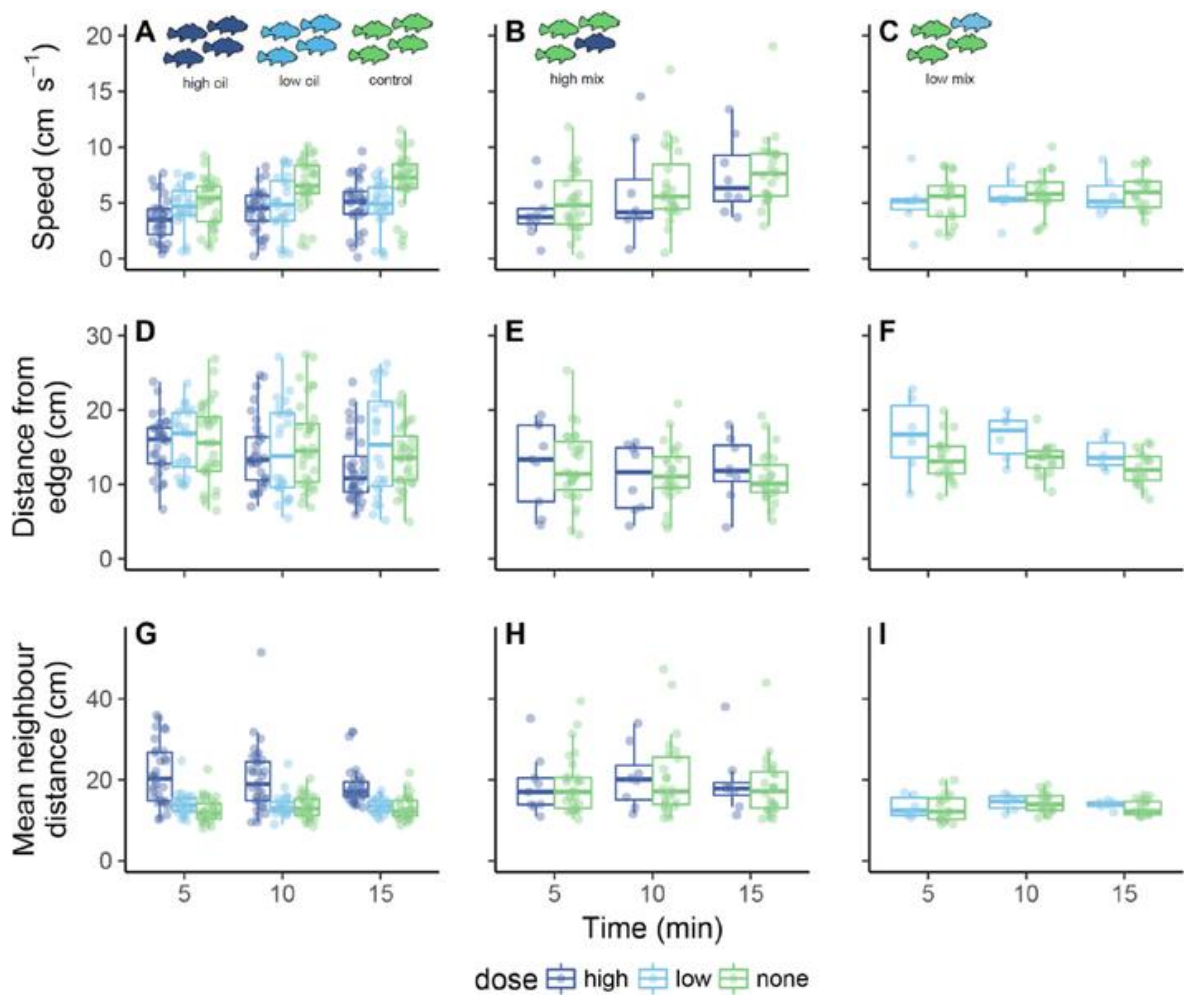 A
high oil
low oil
control
B
high mix
C
low mix
Speed (cm s⁻¹)
20
15
10
5
0
D
E
F
Distance from
edge (cm)
30
20
10
0
G
H
I
Mean neighbour
distance (cm)
40
20
0
5 10 15
5 10 15
5 10 15
Time (min)
dose high low none